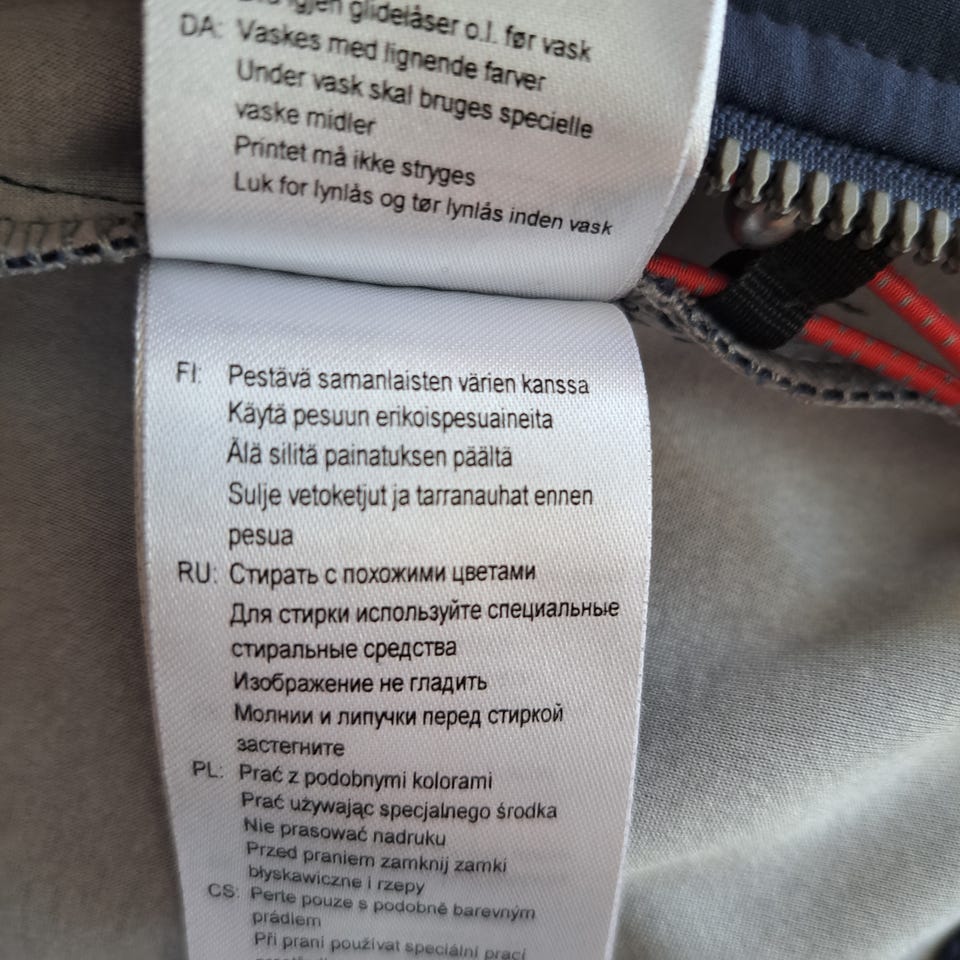 igjen glidelåser o.l. før vask
DA: Vaskes med lignende farver
Under vask skal bruges specielle
vaske midler
Printet må ikke stryges
Luk for lynlås og tør lynlås inden vask
FI: Pestävä samanlaisten värien kanssa
Käytä pesuun erikoispesuaineita
Älä silitä painatuksen päältä
Sulje vetoketjut ja tarranauhat ennen
pesua
RU: Стирать с похожими цветами
Для стирки используйте специальные
стиральные средства
Изображение не гладить
Молнии и липучки перед стиркой
застегните
PL: Prać z podobnymi kolorami
Prać używając specjalnego środka
Nie prasować nadruku
Przed praniem zamknij zamki
błyskawiczne i rzepy
CS: Perte pouze s podobně barevným
prádlem
Při praní používat speciální prací